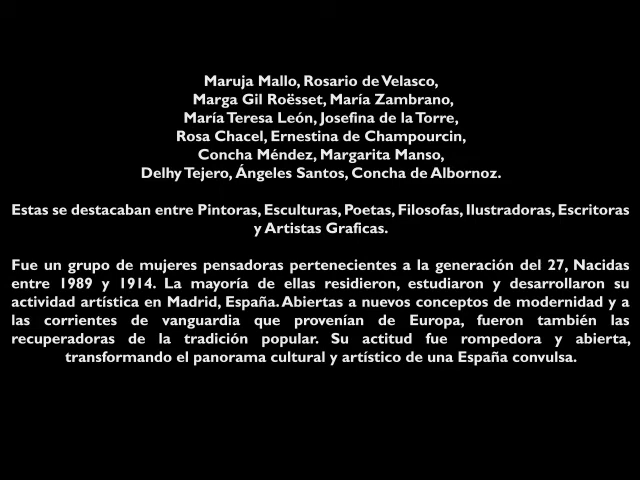 Maruja Mallo, Rosario de Velasco,
Marga Gil Roësset, María Zambrano,
María Teresa León, Josefina de la Torre,
Rosa Chacel, Ernestina de Champourcin,
Concha Méndez, Margarita Manso,
Delhy Tejero, Ángeles Santos, Concha de Albornoz.
Estas se destacaban entre Pintoras, Esculturas, Poetas, Filosofas, Ilustradoras, Escritoras
y Artistas Graficas.
Fue un grupo de mujeres pensadoras pertenecientes a la generación del 27, Nacidas
entre 1989 y 1914. La mayoría de ellas residieron, estudiaron y desarrollaron su
actividad artística en Madrid, España. Abiertas a nuevos conceptos de modernidad y a
las corrientes de vanguardia que provenían de Europa, fueron también las
recuperadoras de la tradición popular. Su actitud fue rompedora y abierta,
transformando el panorama cultural y artístico de una España convulsa.